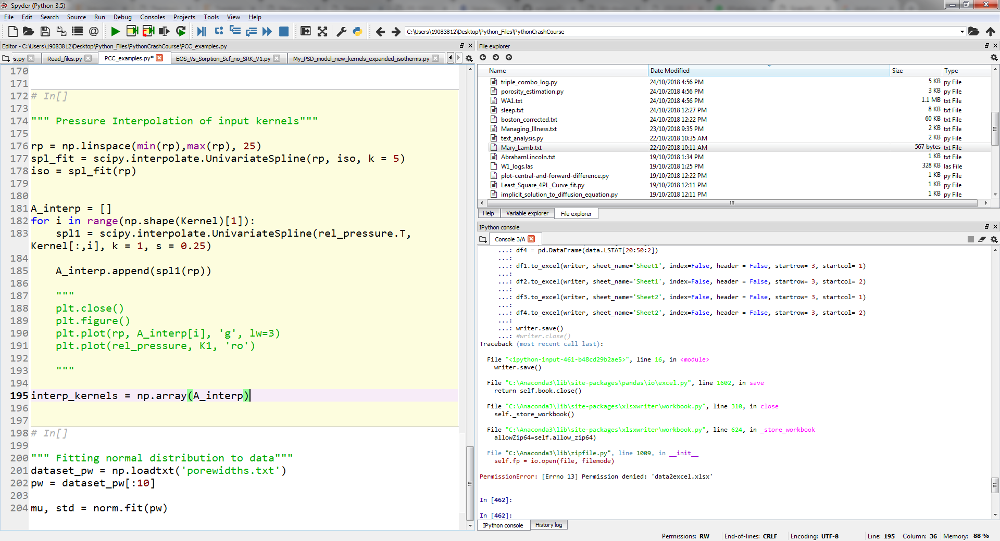 Spyder (Python 3.5)
File Edit Search Source Run Debug Consoles Projects Tools View Help
C:\Users\19083812\Desktop\Python_Files\PythonCrashCourse
Editor - C:\Users\19083812\Desktop\Python_Files\PythonCrashCourse\PCC_examples.py
is.py Read_files.py PCC_examples.py* EOS_Vs_Sorption_Scf_no_SRK_V1.py My_PSD_model_new_kernels_expanded_isotherms.py
170
171
172 # In[]
173
174 """ Pressure Interpolation of input kernels"""
175
176 rp = np.linspace(min(rp),max(rp), 25)
177 spl_fit = scipy.interpolate.UnivariateSpline(rp, iso, k = 5)
178 iso = spl_fit(rp)
179
180
181 A_interp = []
182 for i in range(np.shape(Kernel)[1]):
183     spl1 = scipy.interpolate.UnivariateSpline(rel_pressure.T,
Kernel[:,i], k = 1, s = 0.25)
184
185     A_interp.append(spl1(rp))
186
187     """
188     plt.close()
189     plt.figure()
190     plt.plot(rp, A_interp[i], 'g', lw=3)
191     plt.plot(rel_pressure, K1, 'ro')
192
193     """
194
195 interp_kernels = np.array(A_interp)
196
197
198 # In[]
199
200 """ Fitting normal distribution to data"""
201 dataset_pw = np.loadtxt('porewidths.txt')
202 pw = dataset_pw[:10]
203
204 mu, std = norm.fit(pw)
File explorer
Name Date Modified Size Type
triple_combo_log.py 24/10/2018 4:56 PM 5 KB py File
porosity_estimation.py 24/10/2018 4:56 PM 3 KB py File
WA1.txt 24/10/2018 4:56 PM 1.1 MB txt File
sleep.txt 24/10/2018 12:27 PM 8 KB txt File
boston_corrected.txt 24/10/2018 12:22 PM 60 KB txt File
Managing_Illness.txt 23/10/2018 9:35 PM 2 KB txt File
text_analysis.py 22/10/2018 10:35 AM 2 KB py File
Mary_Lamb.txt 22/10/2018 10:11 AM 567 bytes txt File
AbrahamLincoln.txt 19/10/2018 1:34 PM 1 KB txt File
W1_logs.las 19/10/2018 1:25 PM 328 KB las File
plot-central-and-forward-difference.py 19/10/2018 12:22 PM 1 KB py File
Least_Square_4PL_Curve_fit.py 19/10/2018 12:11 PM 1 KB py File
implicit_solution_to_diffusion_equation.py 19/10/2018 12:11 PM 1 KB py File
Help Variable explorer File explorer
IPython console
Console 3/A
...: df4 = pd.DataFrame(data.LSTAT[20:50:2])
...:
...: df1.to_excel(writer, sheet_name='Sheet1', index=False, header = False, startrow= 3, startcol= 1)
...:
...: df2.to_excel(writer, sheet_name='Sheet1', index=False, header = False, startrow= 3, startcol= 2)
...:
...: df3.to_excel(writer, sheet_name='Sheet2', index=False, header = False, startrow= 3, startcol= 1)
...:
...: df4.to_excel(writer, sheet_name='Sheet2', index=False, header = False, startrow= 3, startcol= 2)
...:
...: writer.save()
...: #writer.close()
Traceback (most recent call last):
File "<ipython-input-461-b48cd29b2ae5>", line 16, in <module>
writer.save()
File "C:\Anaconda3\lib\site-packages\pandas\io\excel.py", line 1602, in save
return self.book.close()
File "C:\Anaconda3\lib\site-packages\xlsxwriter\workbook.py", line 310, in close
self._store_workbook()
File "C:\Anaconda3\lib\site-packages\xlsxwriter\workbook.py", line 624, in _store_workbook
allowZip64=self.allow_zip64)
File "C:\Anaconda3\lib\zipfile.py", line 1009, in __init__
self.fp = io.open(file, filemode)
PermissionError: [Errno 13] Permission denied: 'data2excel.xlsx'
In [462]:
In [462]:
IPython console History log
Permissions: RW End-of-lines: CRLF Encoding: UTF-8 Line: 195 Column: 36 Memory: 88 %